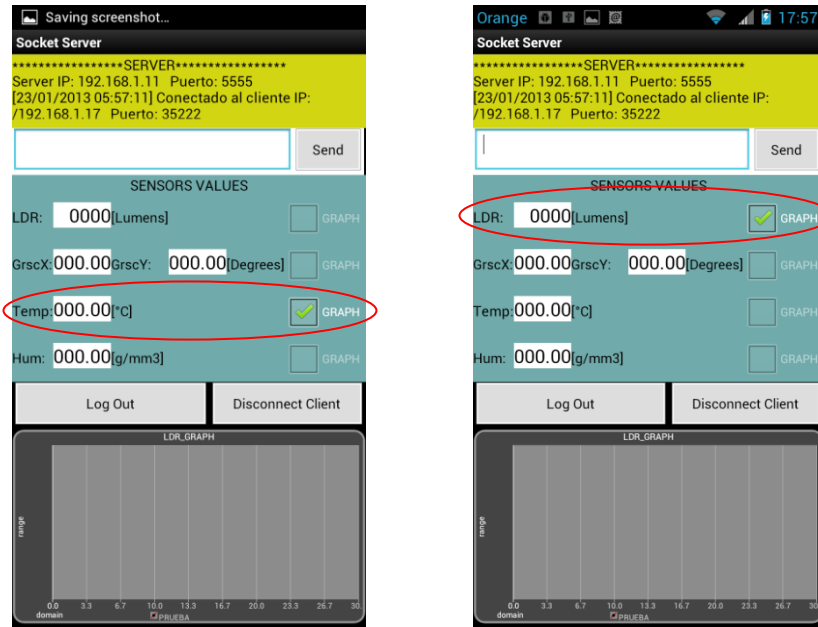 Saving screenshot...
Socket Server
*****************SERVER*****************
Server IP: 192.168.1.11 Puerto: 5555
[23/01/2013 05:57:11] Conectado al cliente IP:
/192.168.1.17 Puerto: 35222
Send
SENSORS VALUES
LDR: 0000[Lumens] GRAPH
GrscX:000.00GrscY: 000.00[Degrees] GRAPH
Temp:000.00[°C] GRAPH
Hum: 000.00[g/mm3] GRAPH
Log Out Disconnect Client
LDR_GRAPH
range
0.0 3.3 6.7 10.0 13.3 16.7 20.0 23.3 26.7 30.
domain
PRUEBA
Orange 17:57
Socket Server
*****************SERVER*****************
Server IP: 192.168.1.11 Puerto: 5555
[23/01/2013 05:57:11] Conectado al cliente IP:
/192.168.1.17 Puerto: 35222
Send
SENSORS VALUES
LDR: 0000[Lumens] GRAPH
GrscX:000.00GrscY: 000.00[Degrees] GRAPH
Temp:000.00[°C] GRAPH
Hum: 000.00[g/mm3] GRAPH
Log Out Disconnect Client
LDR_GRAPH
range
0.0 3.3 6.7 10.0 13.3 16.7 20.0 23.3 26.7 30
domain
PRUEBA